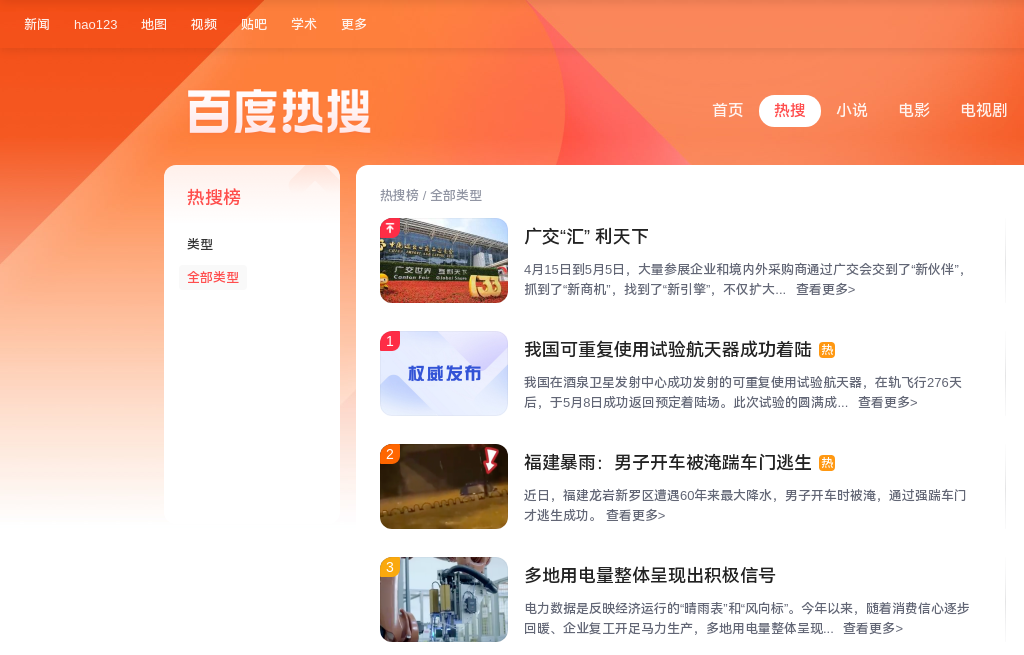 新闻 hao123 地图 视频 贴吧 学术 更多
百度热搜
首页 热搜 小说 电影 电视剧
热搜榜
类型
全部类型
热搜榜 / 全部类型
广交“汇” 利天下
4月15日到5月5日，大量参展企业和境内外采购商通过广交会交到了“新伙伴”，
抓到了“新商机”，找到了“新引擎”，不仅扩大... 查看更多>
1
权威发布
我国可重复使用试验航天器成功着陆 热
我国在酒泉卫星发射中心成功发射的可重复使用试验航天器，在轨飞行276天
后，于5月8日成功返回预定着陆场。此次试验的圆满成... 查看更多>
2
福建暴雨：男子开车被淹踹车门逃生 热
近日，福建龙岩新罗区遭遇60年来最大降水，男子开车时被淹，通过强踹车门
才逃生成功。 查看更多>
3
多地用电量整体呈现出积极信号
电力数据是反映经济运行的“晴雨表”和“风向标”。今年以来，随着消费信心逐步
回暖、企业复工开足马力生产，多地用电量整体呈现... 查看更多>